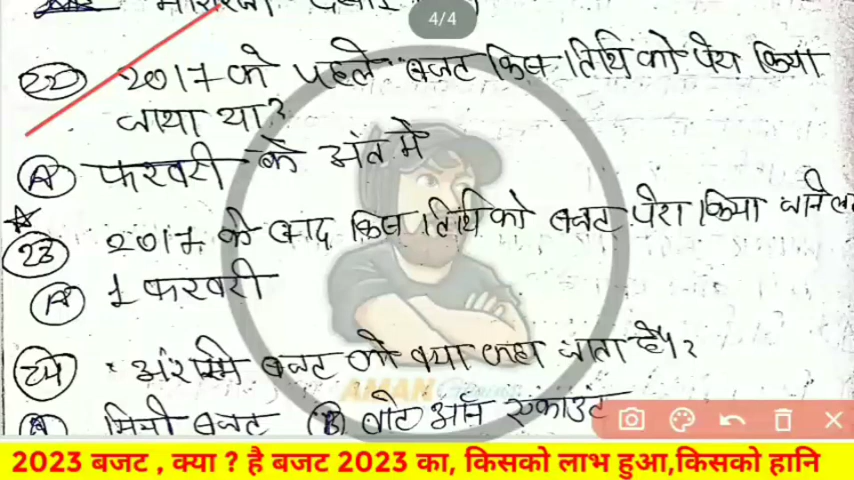 4/4
22 2017 के पहले बजट किस तिथि को पेश किया
जाया था?
A फरवरी के अंत में
23 2017 के बाद किस तिथि को बजट पेश किया जाने
A 1 फरवरी
24 बजट को क्या कहा जाता है?
A मिनी बजट B वोट ऑन एकाउंट
AMAN
2023 बजट , क्या ? है बजट 2023 का, किसको लाभ हुआ,किसको हानि